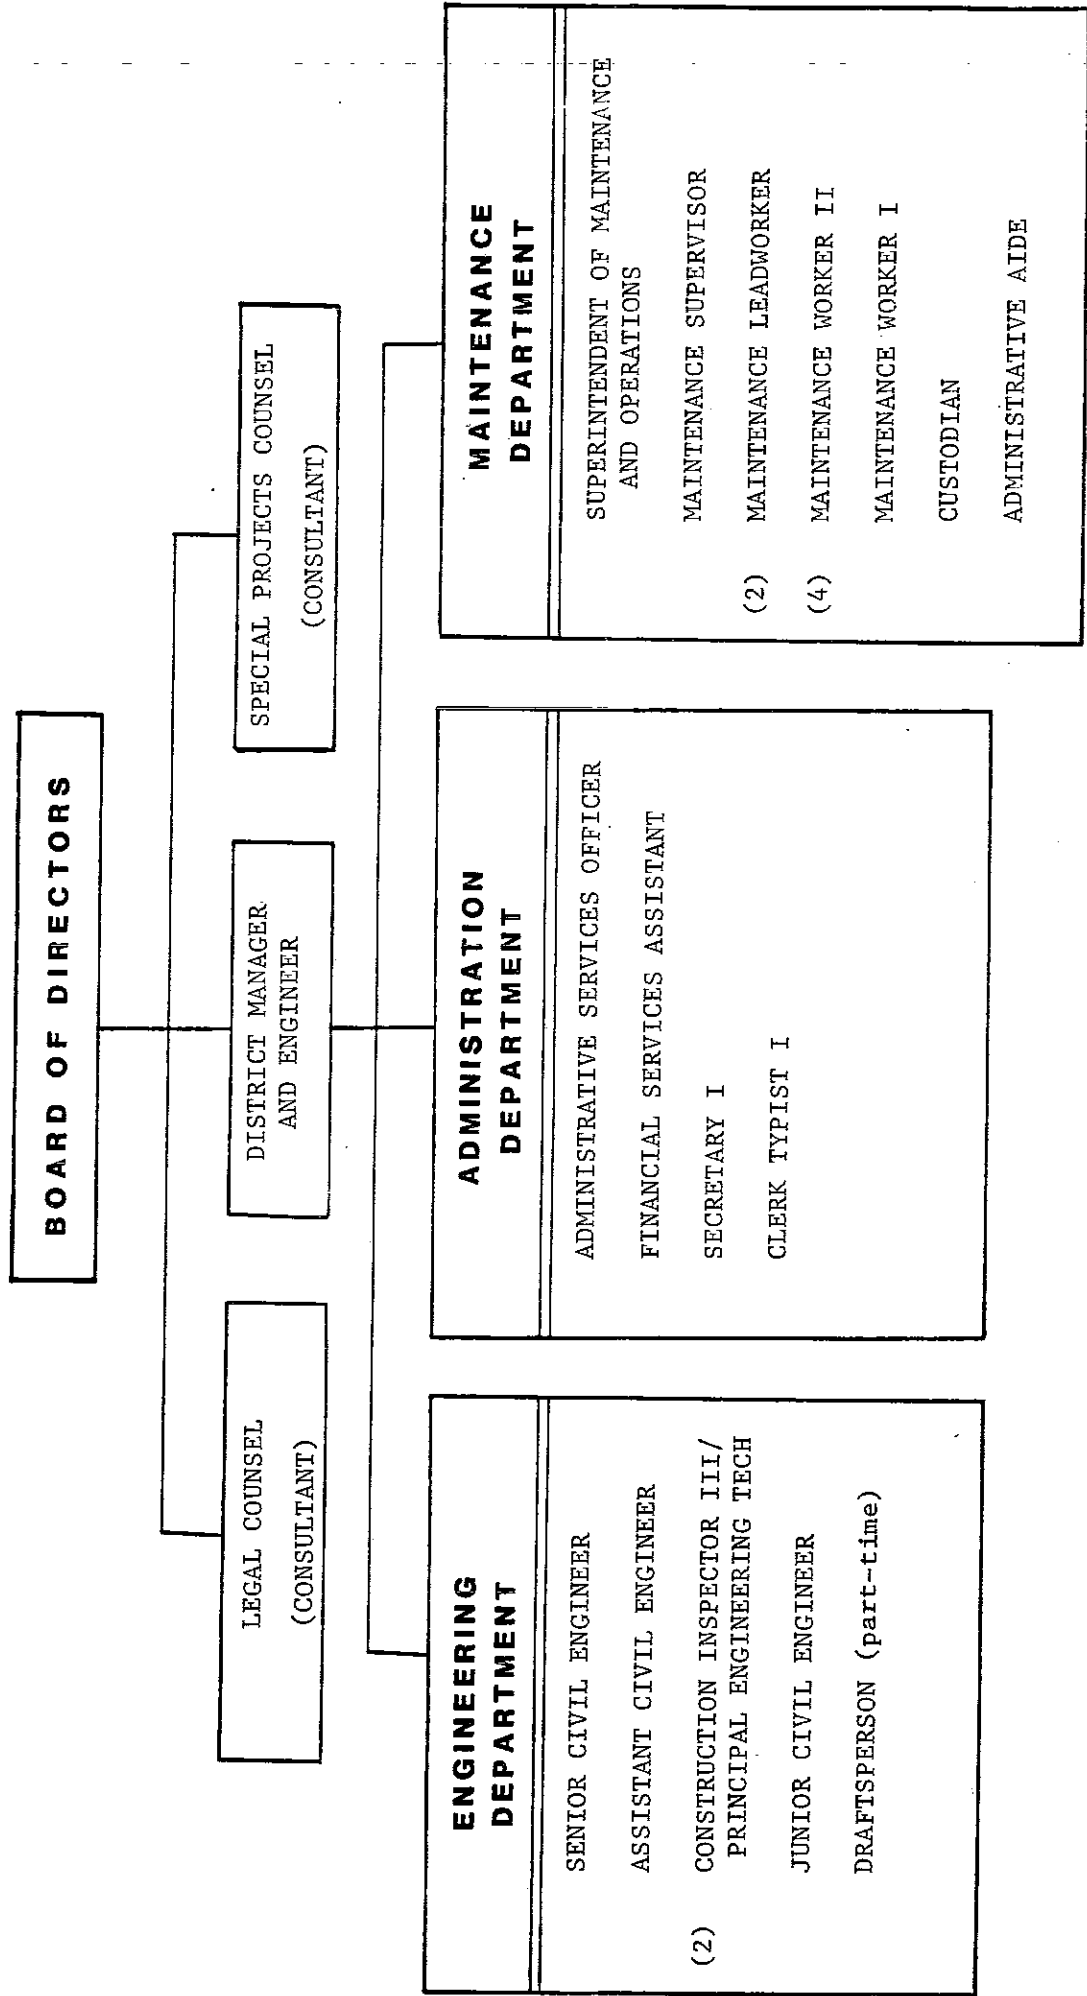 BOARD OF DIRECTORS
LEGAL COUNSEL
(CONSULTANT)
DISTRICT MANAGER
AND ENGINEER
SPECIAL PROJECTS COUNSEL
(CONSULTANT)
ENGINEERING
DEPARTMENT
SENIOR CIVIL ENGINEER
ASSISTANT CIVIL ENGINEER
(2) CONSTRUCTION INSPECTOR III/
PRINCIPAL ENGINEERING TECH
JUNIOR CIVIL ENGINEER
DRAFTSPERSON (part-time)
ADMINISTRATION
DEPARTMENT
ADMINISTRATIVE SERVICES OFFICER
FINANCIAL SERVICES ASSISTANT
SECRETARY I
CLERK TYPIST I
MAINTENANCE
DEPARTMENT
SUPERINTENDENT OF MAINTENANCE
AND OPERATIONS
MAINTENANCE SUPERVISOR
(2) MAINTENANCE LEADWORKER
(4) MAINTENANCE WORKER II
MAINTENANCE WORKER I
CUSTODIAN
ADMINISTRATIVE AIDE